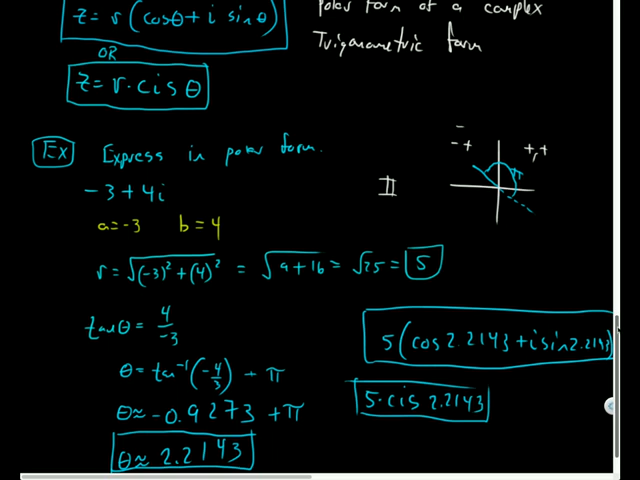 z = r (cosθ + i sinθ)
polar form of a complex
Trigonometric form
OR
z = r · cis θ
Ex Express in polar form.
-3 + 4i
a = -3 b = 4
II
-
- +
+, +
π
r = √(-3)² + (4)² = √9 + 16 = √25 = 5
tanθ = 4/-3
θ = tan⁻¹(-4/3) + π
θ ≈ -0.9273 + π
θ ≈ 2.2143
5 (cos 2.2143 + i sin 2.2143)
5 · cis 2.2143